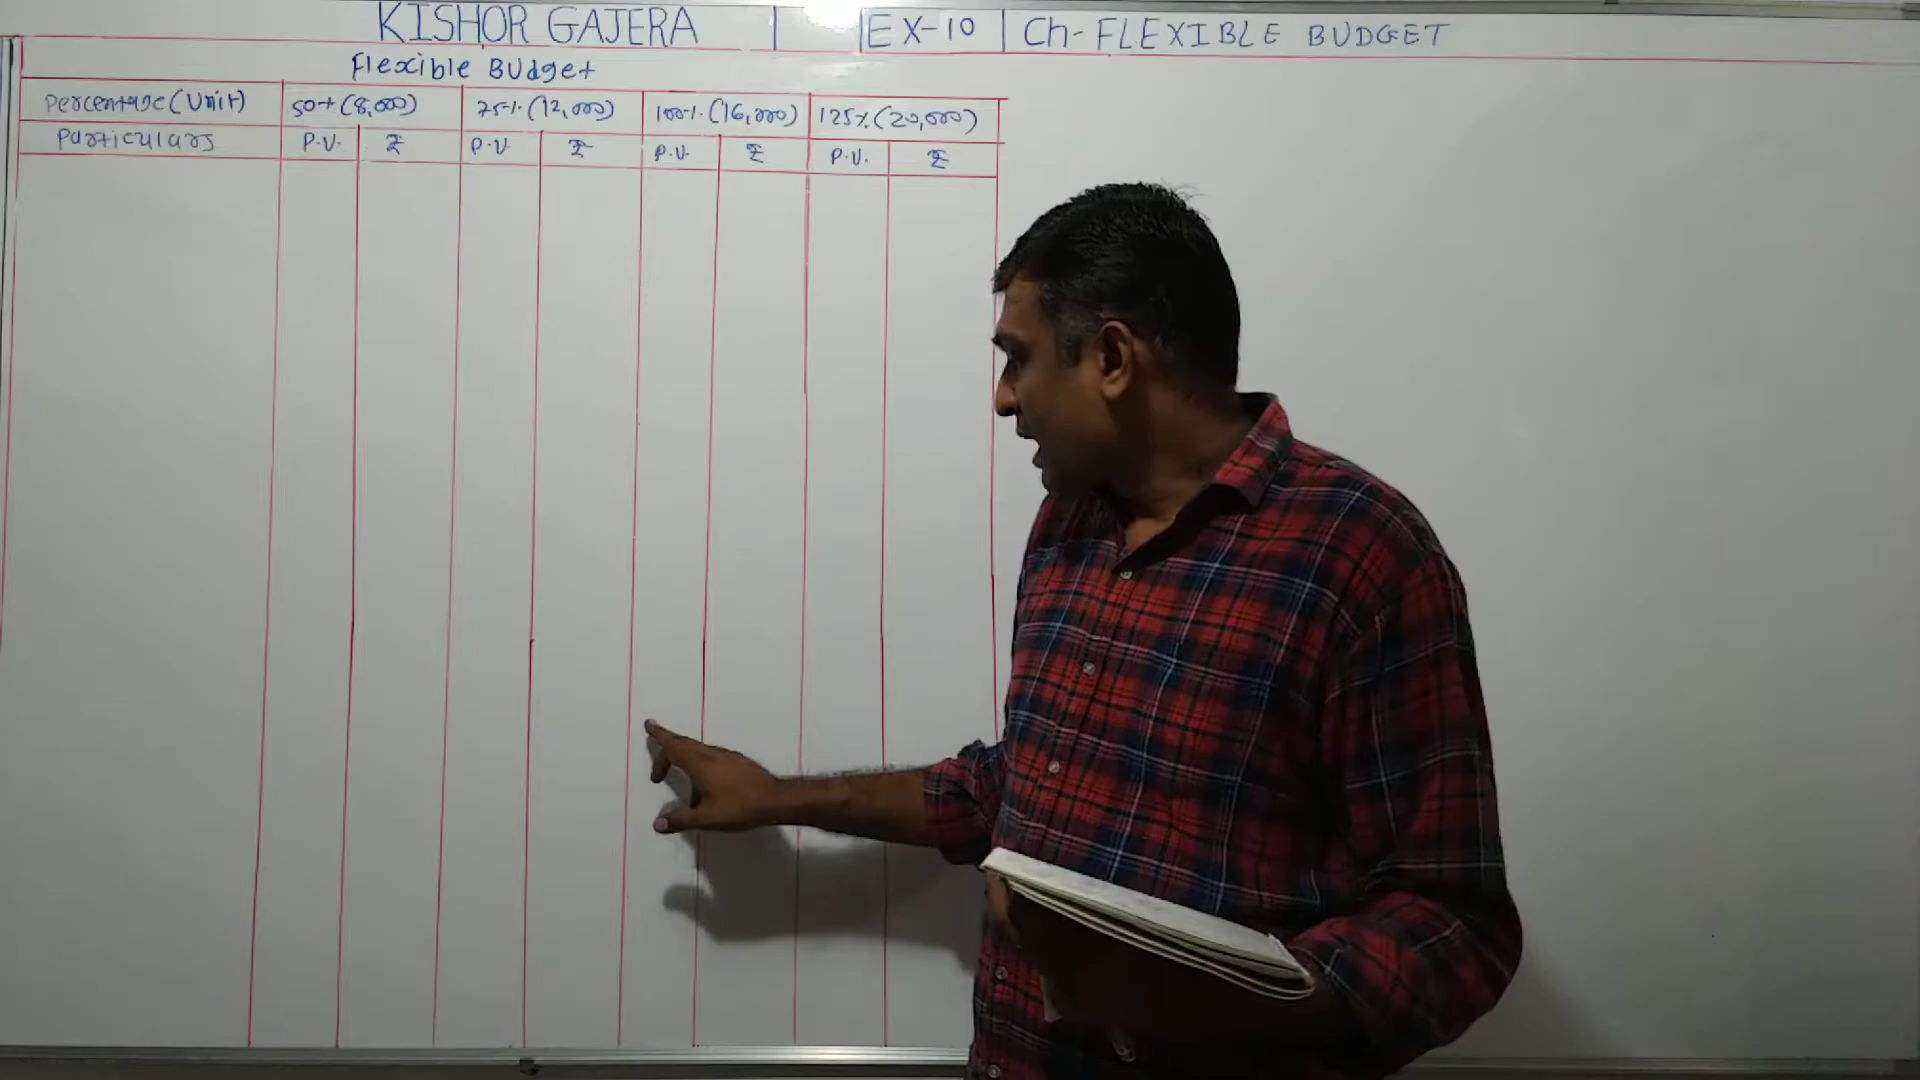 KISHOR GAJERA EX-10 Ch- FLEXIBLE BUDGET
Flexible Budget
Percentage (Unit) 50% (8,000) 75% (12,000) 100% (16,000) 125% (20,000)
Particulars P.U. ₹ P.U. ₹ P.U. ₹ P.U. ₹